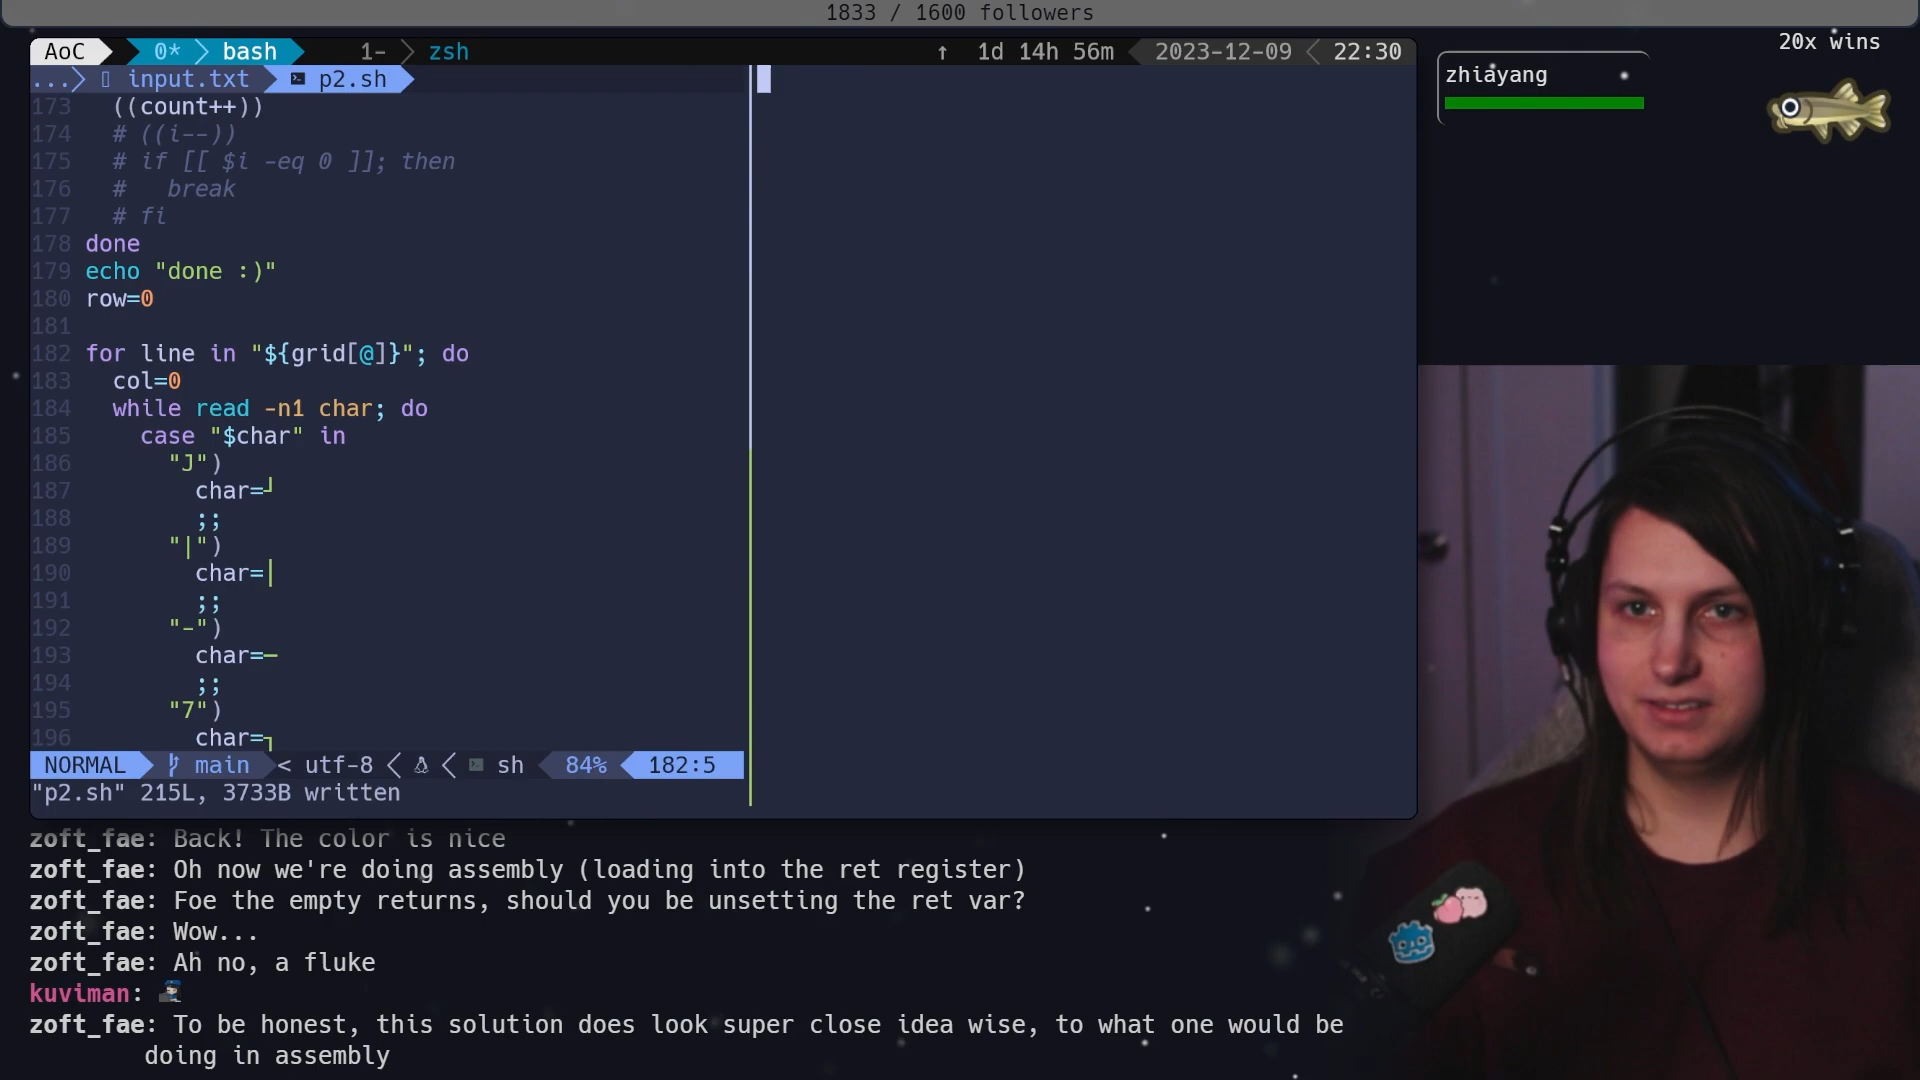 1833 / 1600 followers
AoC 0* bash 1- zsh ↑ 1d 14h 56m 2023-12-09 22:30
... input.txt p2.sh
173 ((count++))
174 # ((i--))
175 # if [[ $i -eq 0 ]]; then
176 #   break
177 # fi
178 done
179 echo "done :)"
180 row=0
181
182 for line in "${grid[@]}"; do
183 col=0
184 while read -n1 char; do
185 case "$char" in
186 "J")
187 char=┘
188 ;;
189 "|")
190 char=│
191 ;;
192 "-")
193 char=─
194 ;;
195 "7")
196 char=┐
NORMAL main < utf-8 < < sh 84% 182:5
"p2.sh" 215L, 3733B written
zhiayang
20x wins
zoft_fae: Back! The color is nice
zoft_fae: Oh now we're doing assembly (loading into the ret register)
zoft_fae: Foe the empty returns, should you be unsetting the ret var?
zoft_fae: Wow...
zoft_fae: Ah no, a fluke
kuviman:
zoft_fae: To be honest, this solution does look super close idea wise, to what one would be
doing in assembly